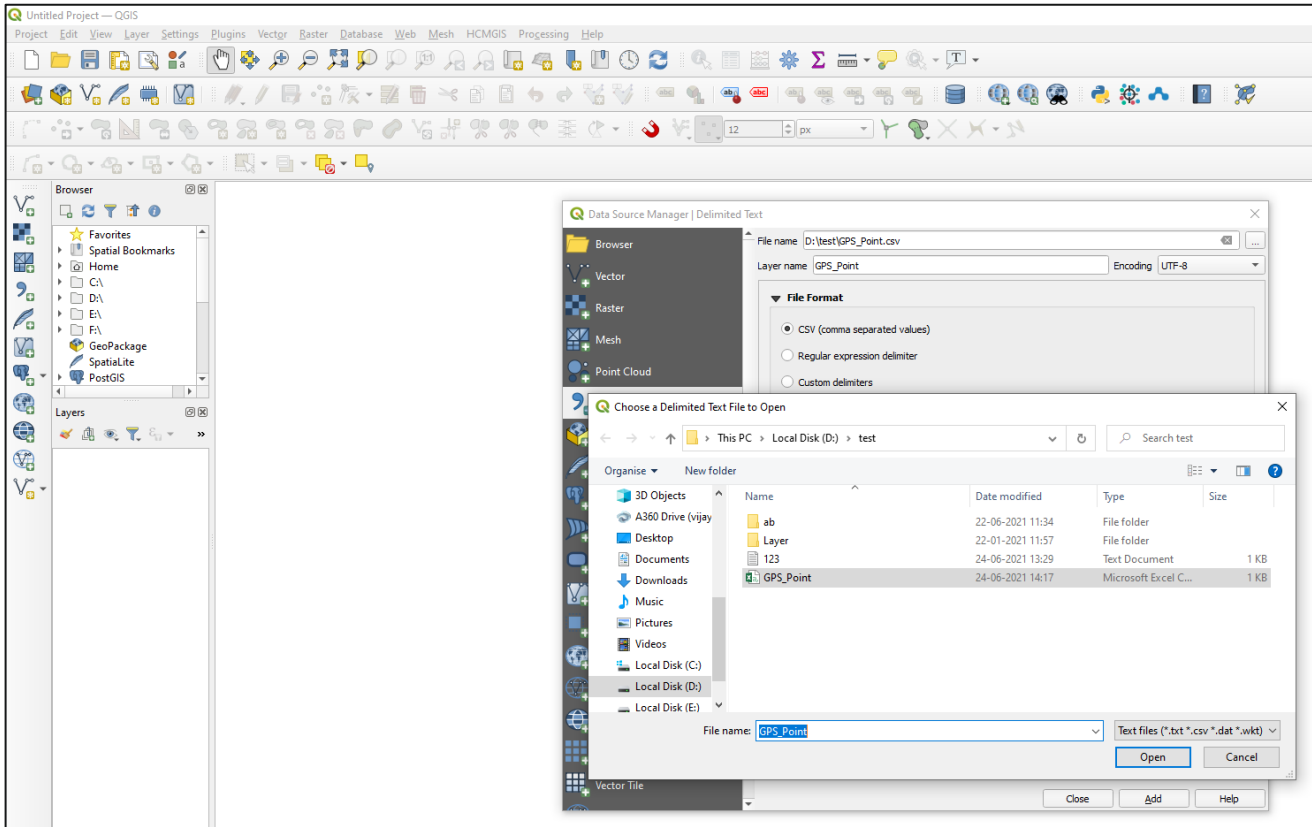 Untitled Project — QGIS
Project Edit View Layer Settings Plugins Vector Raster Database Web Mesh HCMGIS Processing Help
12 px
Browser
Favorites
Spatial Bookmarks
Home
C:\
D:\
E:\
F:\
GeoPackage
SpatiaLite
PostGIS
Layers
»
Data Source Manager | Delimited Text
Browser
Vector
Raster
Mesh
Point Cloud
Vector Tile
File name D:\test\GPS_Point.csv ...
Layer name GPS_Point Encoding UTF-8
File Format
CSV (comma separated values)
Regular expression delimiter
Custom delimiters
Choose a Delimited Text File to Open
This PC > Local Disk (D:) > test
Search test
Organise New folder
3D Objects
A360 Drive (vijay
Desktop
Documents
Downloads
Music
Pictures
Videos
Local Disk (C:)
Local Disk (D:)
Local Disk (E:)
Name Date modified Type Size
ab 22-06-2021 11:34 File folder
Layer 22-01-2021 11:57 File folder
123 24-06-2021 13:29 Text Document 1 KB
GPS_Point 24-06-2021 14:17 Microsoft Excel C... 1 KB
File name: GPS_Point Text files (*.txt *.csv *.dat *.wkt)
Open Cancel
Close Add Help